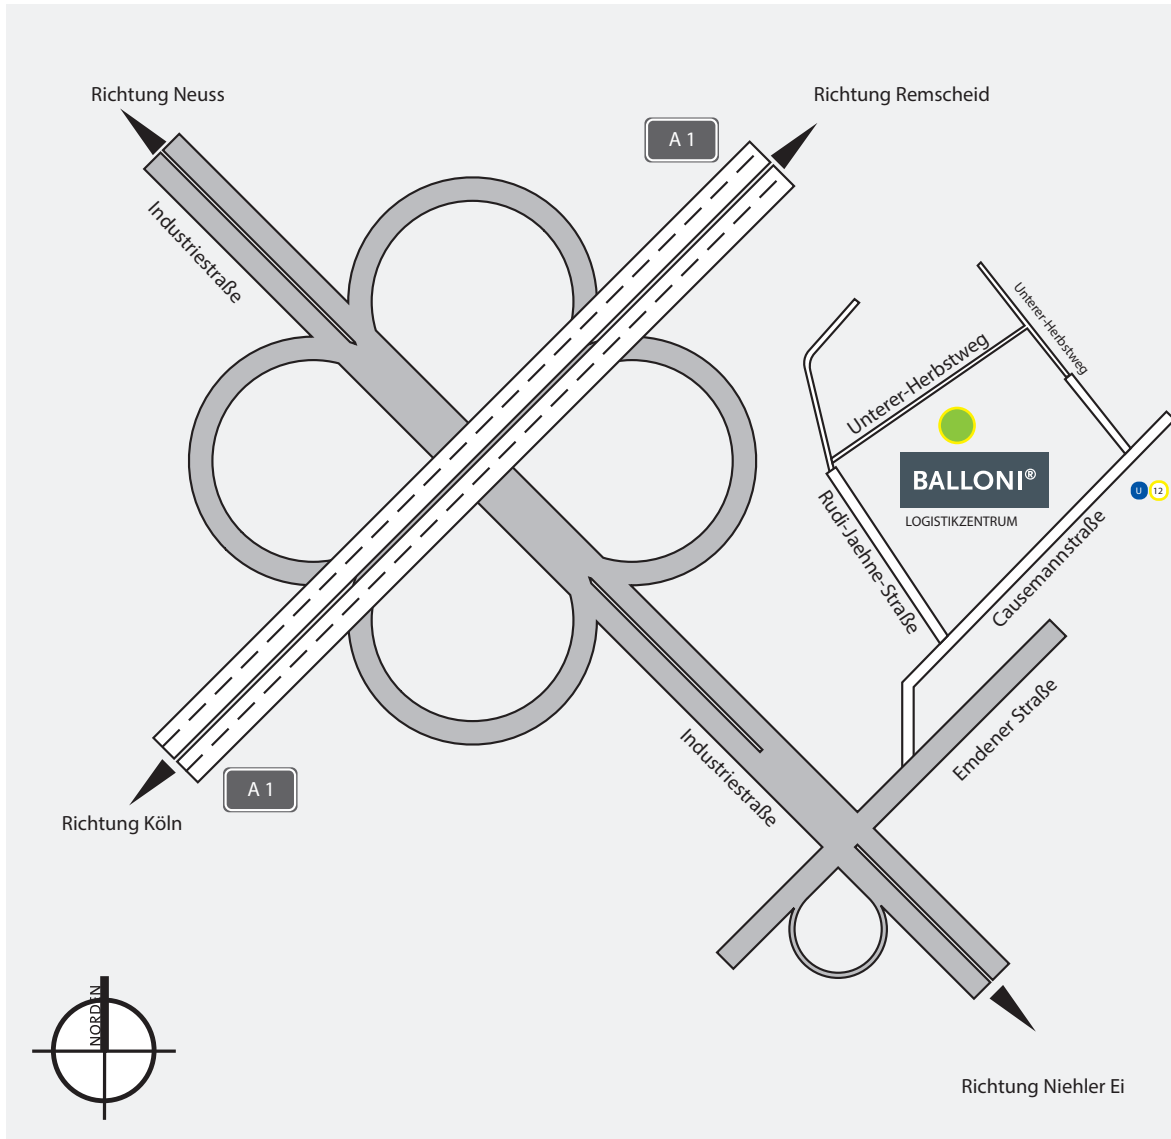 Richtung Neuss
Richtung Remscheid
A 1
Industriestraße
Unterer-Herbstweg
Unterer-Herbstweg
BALLONI®
LOGISTIKZENTRUM
U
12
Rudi-Jaehne-Straße
Causemannstraße
Emdener Straße
Industriestraße
A 1
Richtung Köln
NORDEN
Richtung Niehler Ei